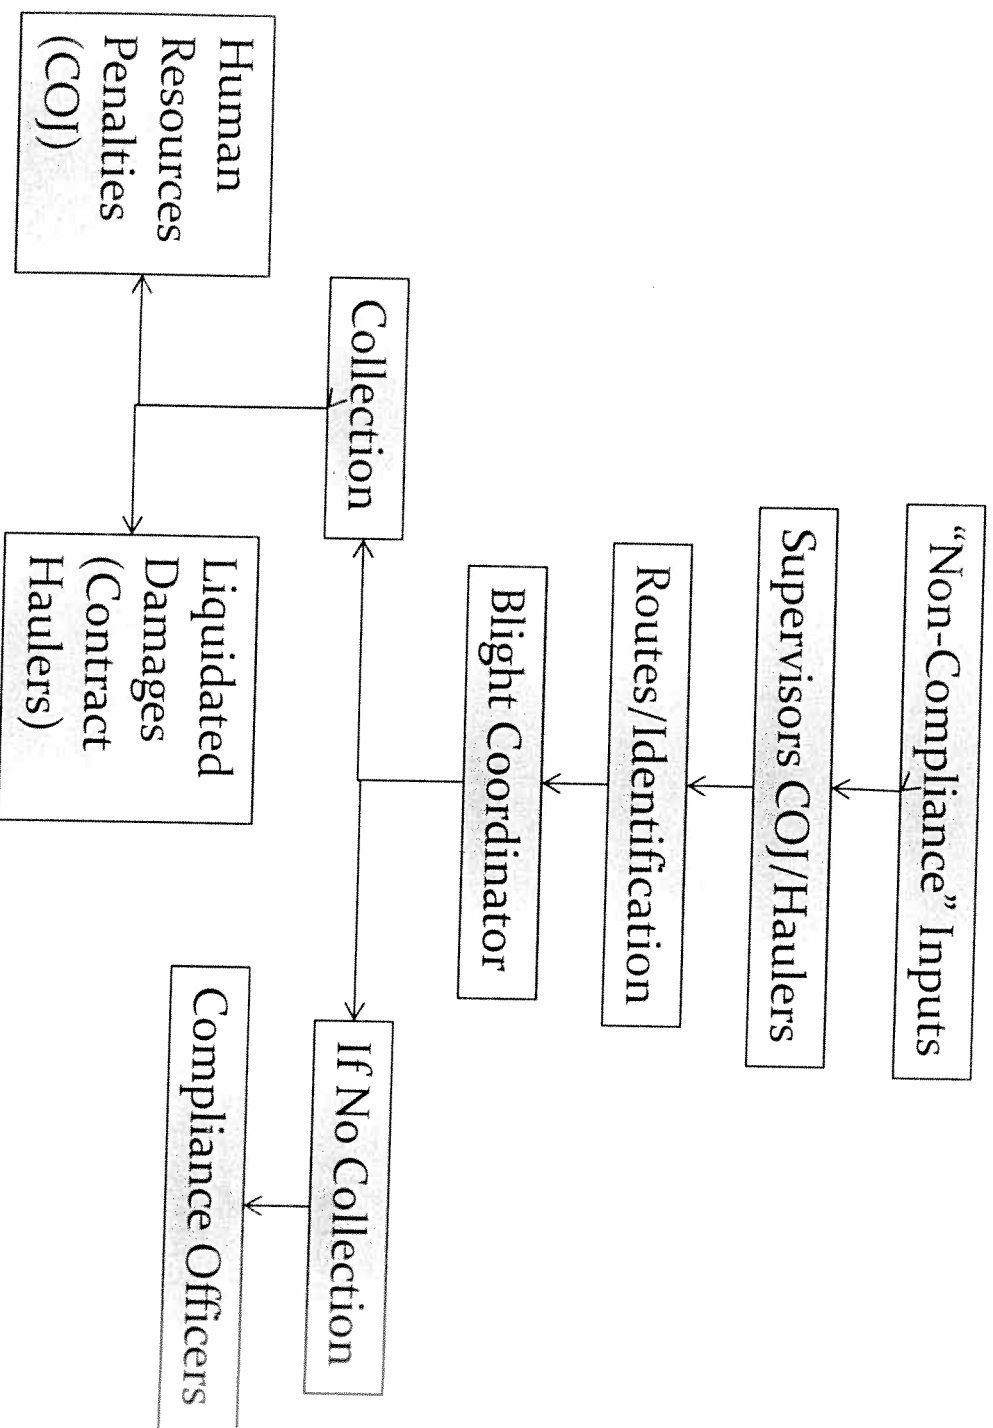 “Non-Compliance” Inputs
Supervisors COJ/Haulers
Routes/Identification
Blight Coordinator
Collection
If No Collection
Human
Resources
Penalties
(COJ)
Liquidated
Damages
(Contract
Haulers)
Compliance Officers